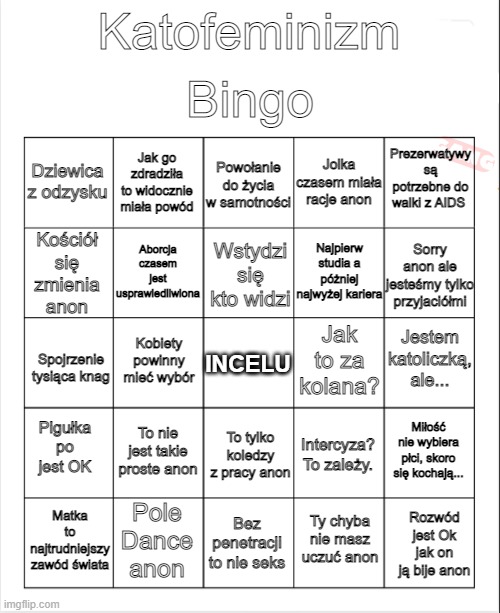 Katofeminizm
Bingo
Dziewica
z odzysku
Jak go
zdradziła
to widocznie
miała powód
Powołanie
do życia
w samotności
Jolka
czasem miała
racje anon
Prezerwatywy
są
potrzebne do
walki z AIDS
Kościół
się
zmienia
anon
Aborcja
czasem
jest
usprawiedliwiona
Wstydzi
się
kto widzi
Najpierw
studia a
później
najwyżej kariera
Sorry
anon ale
jesteśmy tylko
przyjaciółmi
Spojrzenie
tysiąca knag
Kobiety
powinny
mieć wybór
INCELU
Jak
to za
kolana?
Jestem
katoliczką,
ale...
Pigułka
po
jest OK
To nie
jest takie
proste anon
To tylko
koledzy
z pracy anon
Intercyza?
To zależy.
Miłość
nie wybiera
płci, skoro
się kochają...
Matka
to
najtrudniejszy
zawód świata
Pole
Dance
anon
Bez
penetracji
to nie seks
Ty chyba
nie masz
uczuć anon
Rozwód
jest Ok
jak on
ją bije anon
imgflip.com